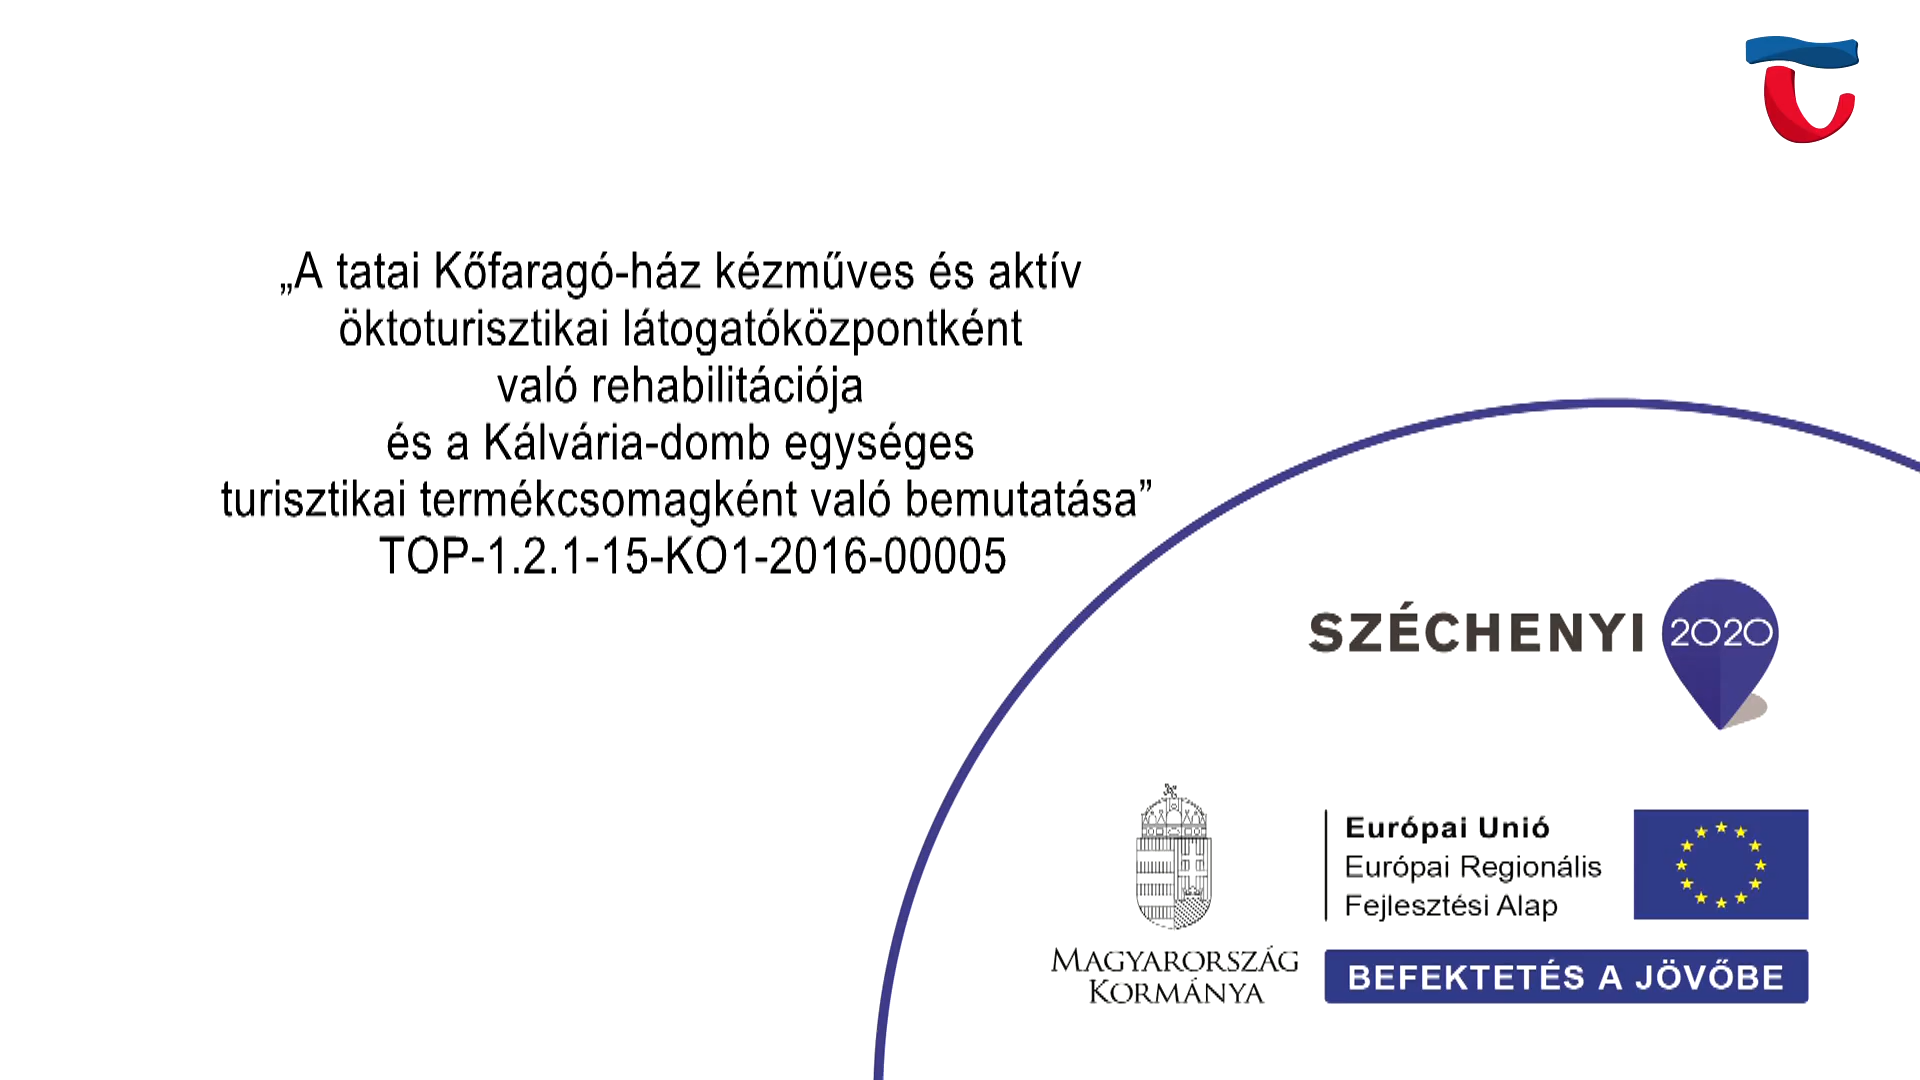 „A tatai Kőfaragó-ház kézműves és aktív
öktoturisztikai látogatóközpontként
való rehabilitációja
és a Kálvária-domb egységes
turisztikai termékcsomagként való bemutatása”
TOP-1.2.1-15-KO1-2016-00005
SZÉCHENYI 2020
MAGYARORSZÁG
KORMÁNYA
Európai Unió
Európai Regionális
Fejlesztési Alap
BEFEKTETÉS A JÖVŐBE